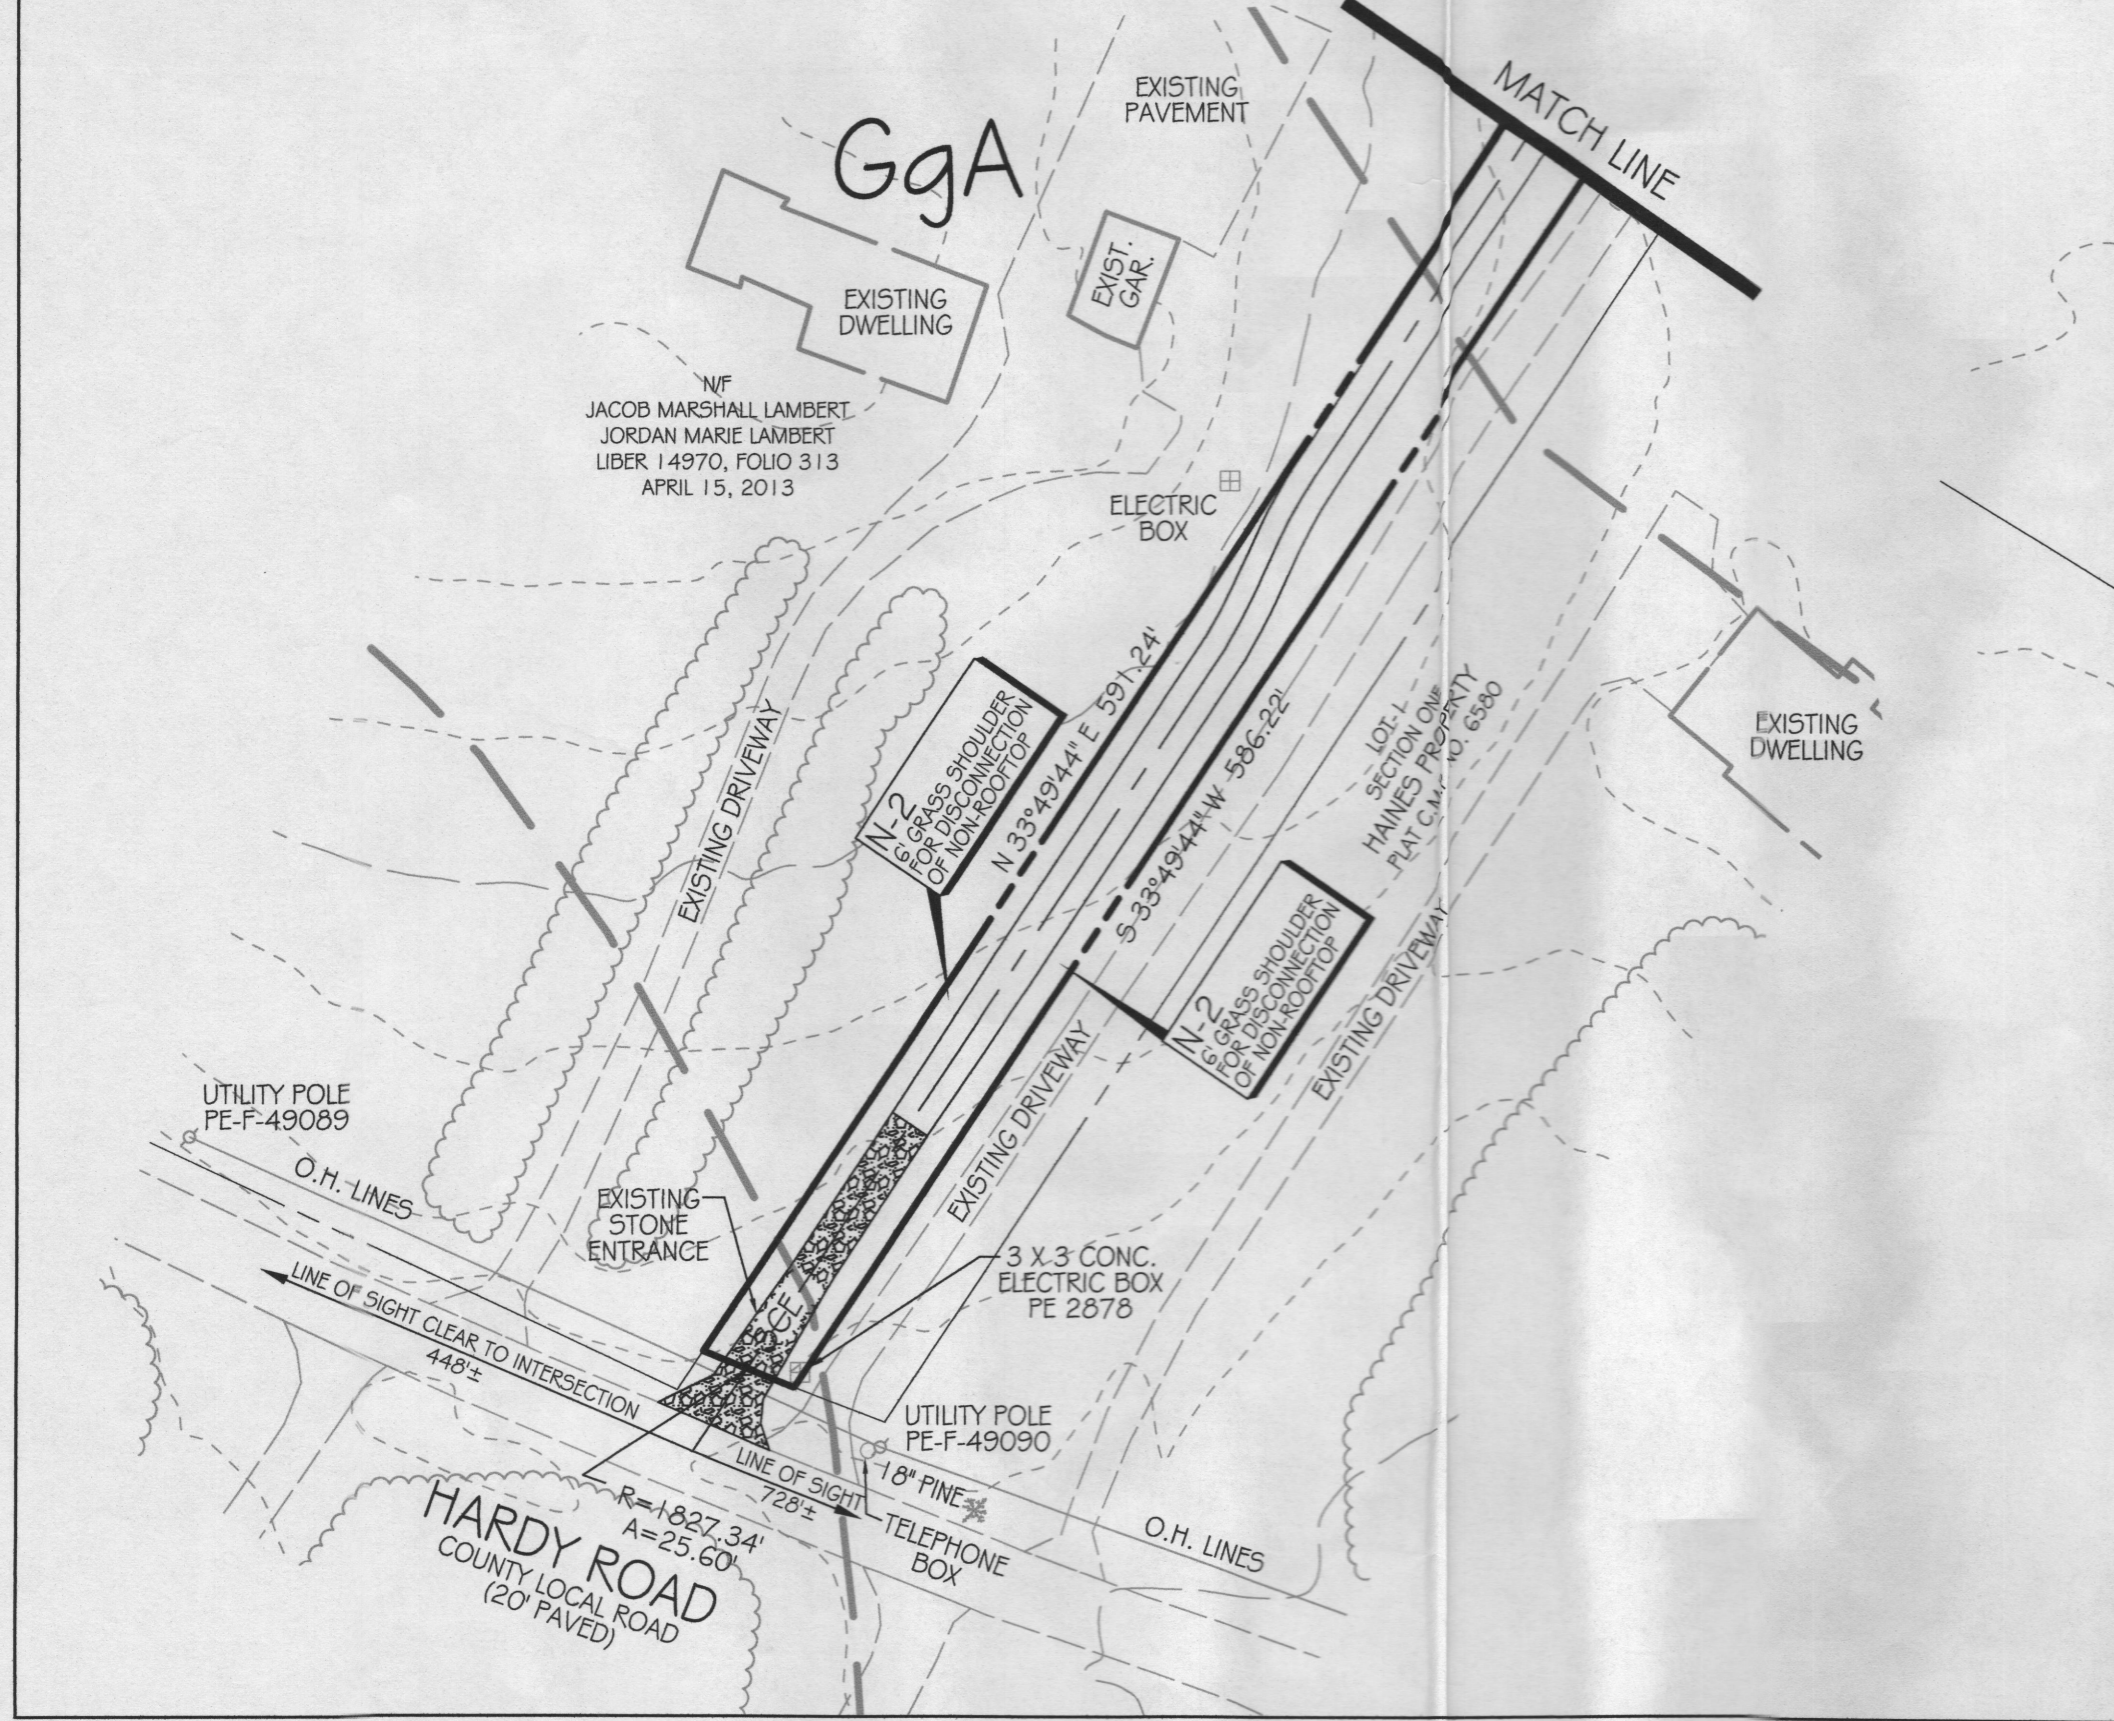 EXISTING
PAVEMENT
MATCH LINE
GgA
EXIST.
GAR.
EXISTING
DWELLING
N/F
JACOB MARSHALL LAMBERT
JORDAN MARIE LAMBERT
LIBER 14970, FOLIO 313
APRIL 15, 2013
ELECTRIC
BOX
EXISTING DRIVEWAY
N-2
6' GRASS SHOULDER
FOR DISCONNECTION
OF NON-ROOFTOP
N 33°49'44" E 591.24'
S 33°49'44" W 586.22'
SECTION ONE
HAINES PROPERTY
PLAT C.M. NO. 6580
EXISTING
DWELLING
N-2
6' GRASS SHOULDER
FOR DISCONNECTION
OF NON-ROOFTOP
EXISTING DRIVEWAY
EXISTING DRIVEWAY
UTILITY POLE
PE-F-49089
O.H. LINES
EXISTING
STONE
ENTRANCE
SCE
3 X 3 CONC.
ELECTRIC BOX
PE 2878
LINE OF SIGHT CLEAR TO INTERSECTION
448'±
UTILITY POLE
PE-F-49090
LINE OF SIGHT
728'±
18" PINE
R=1827.34'
A=25.60'
TELEPHONE
BOX
O.H. LINES
HARDY ROAD
COUNTY LOCAL ROAD
(20' PAVED)